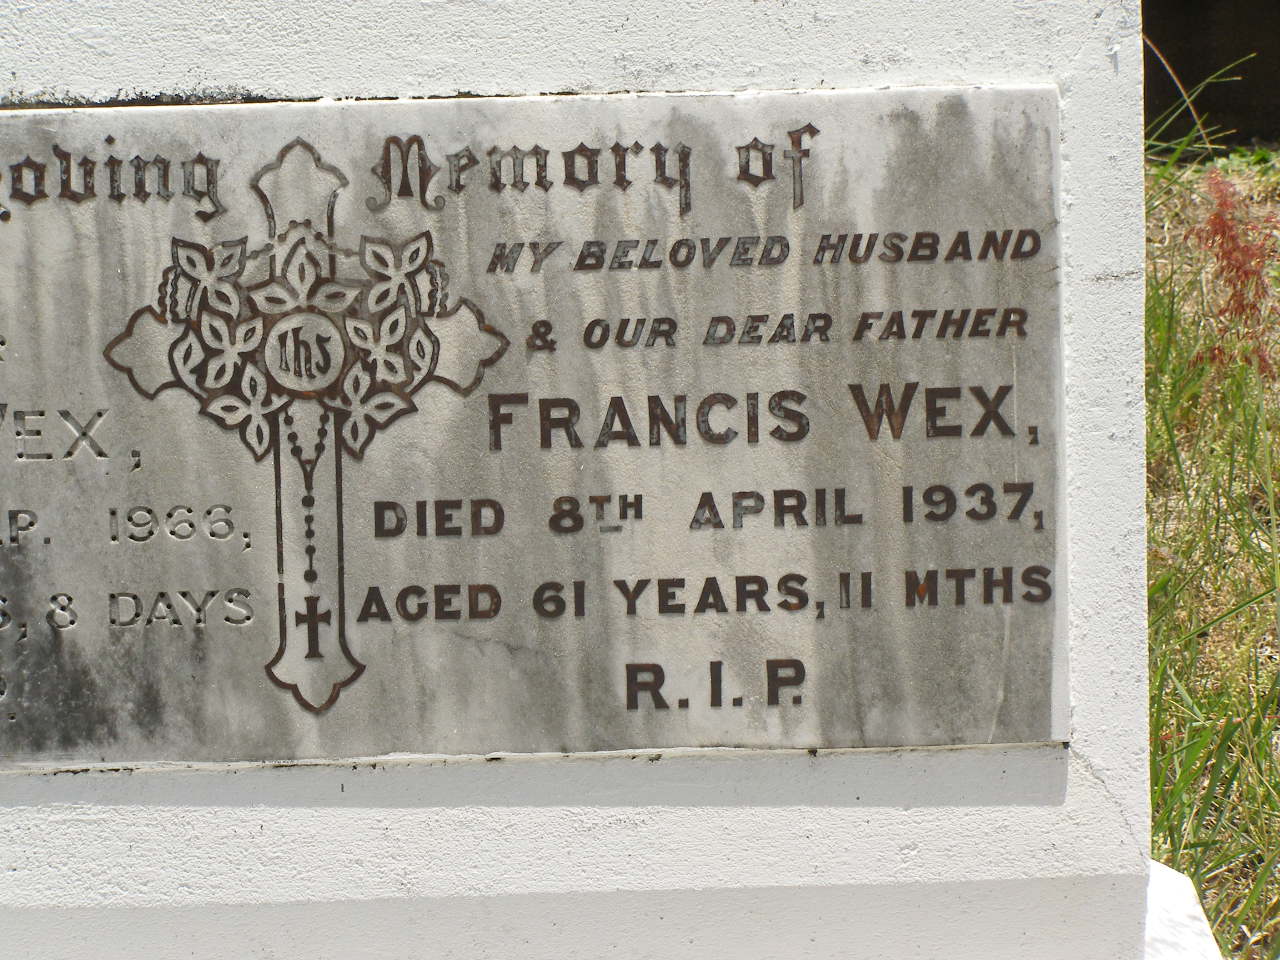 oving Memory of
MY BELOVED HUSBAND
& OUR DEAR FATHER
IhS
WEX,
FRANCIS WEX,
P. 1966,
DIED 8TH APRIL 1937,
S, 8 DAYS
AGED 61 YEARS, 11 MTHS
R.I.P.